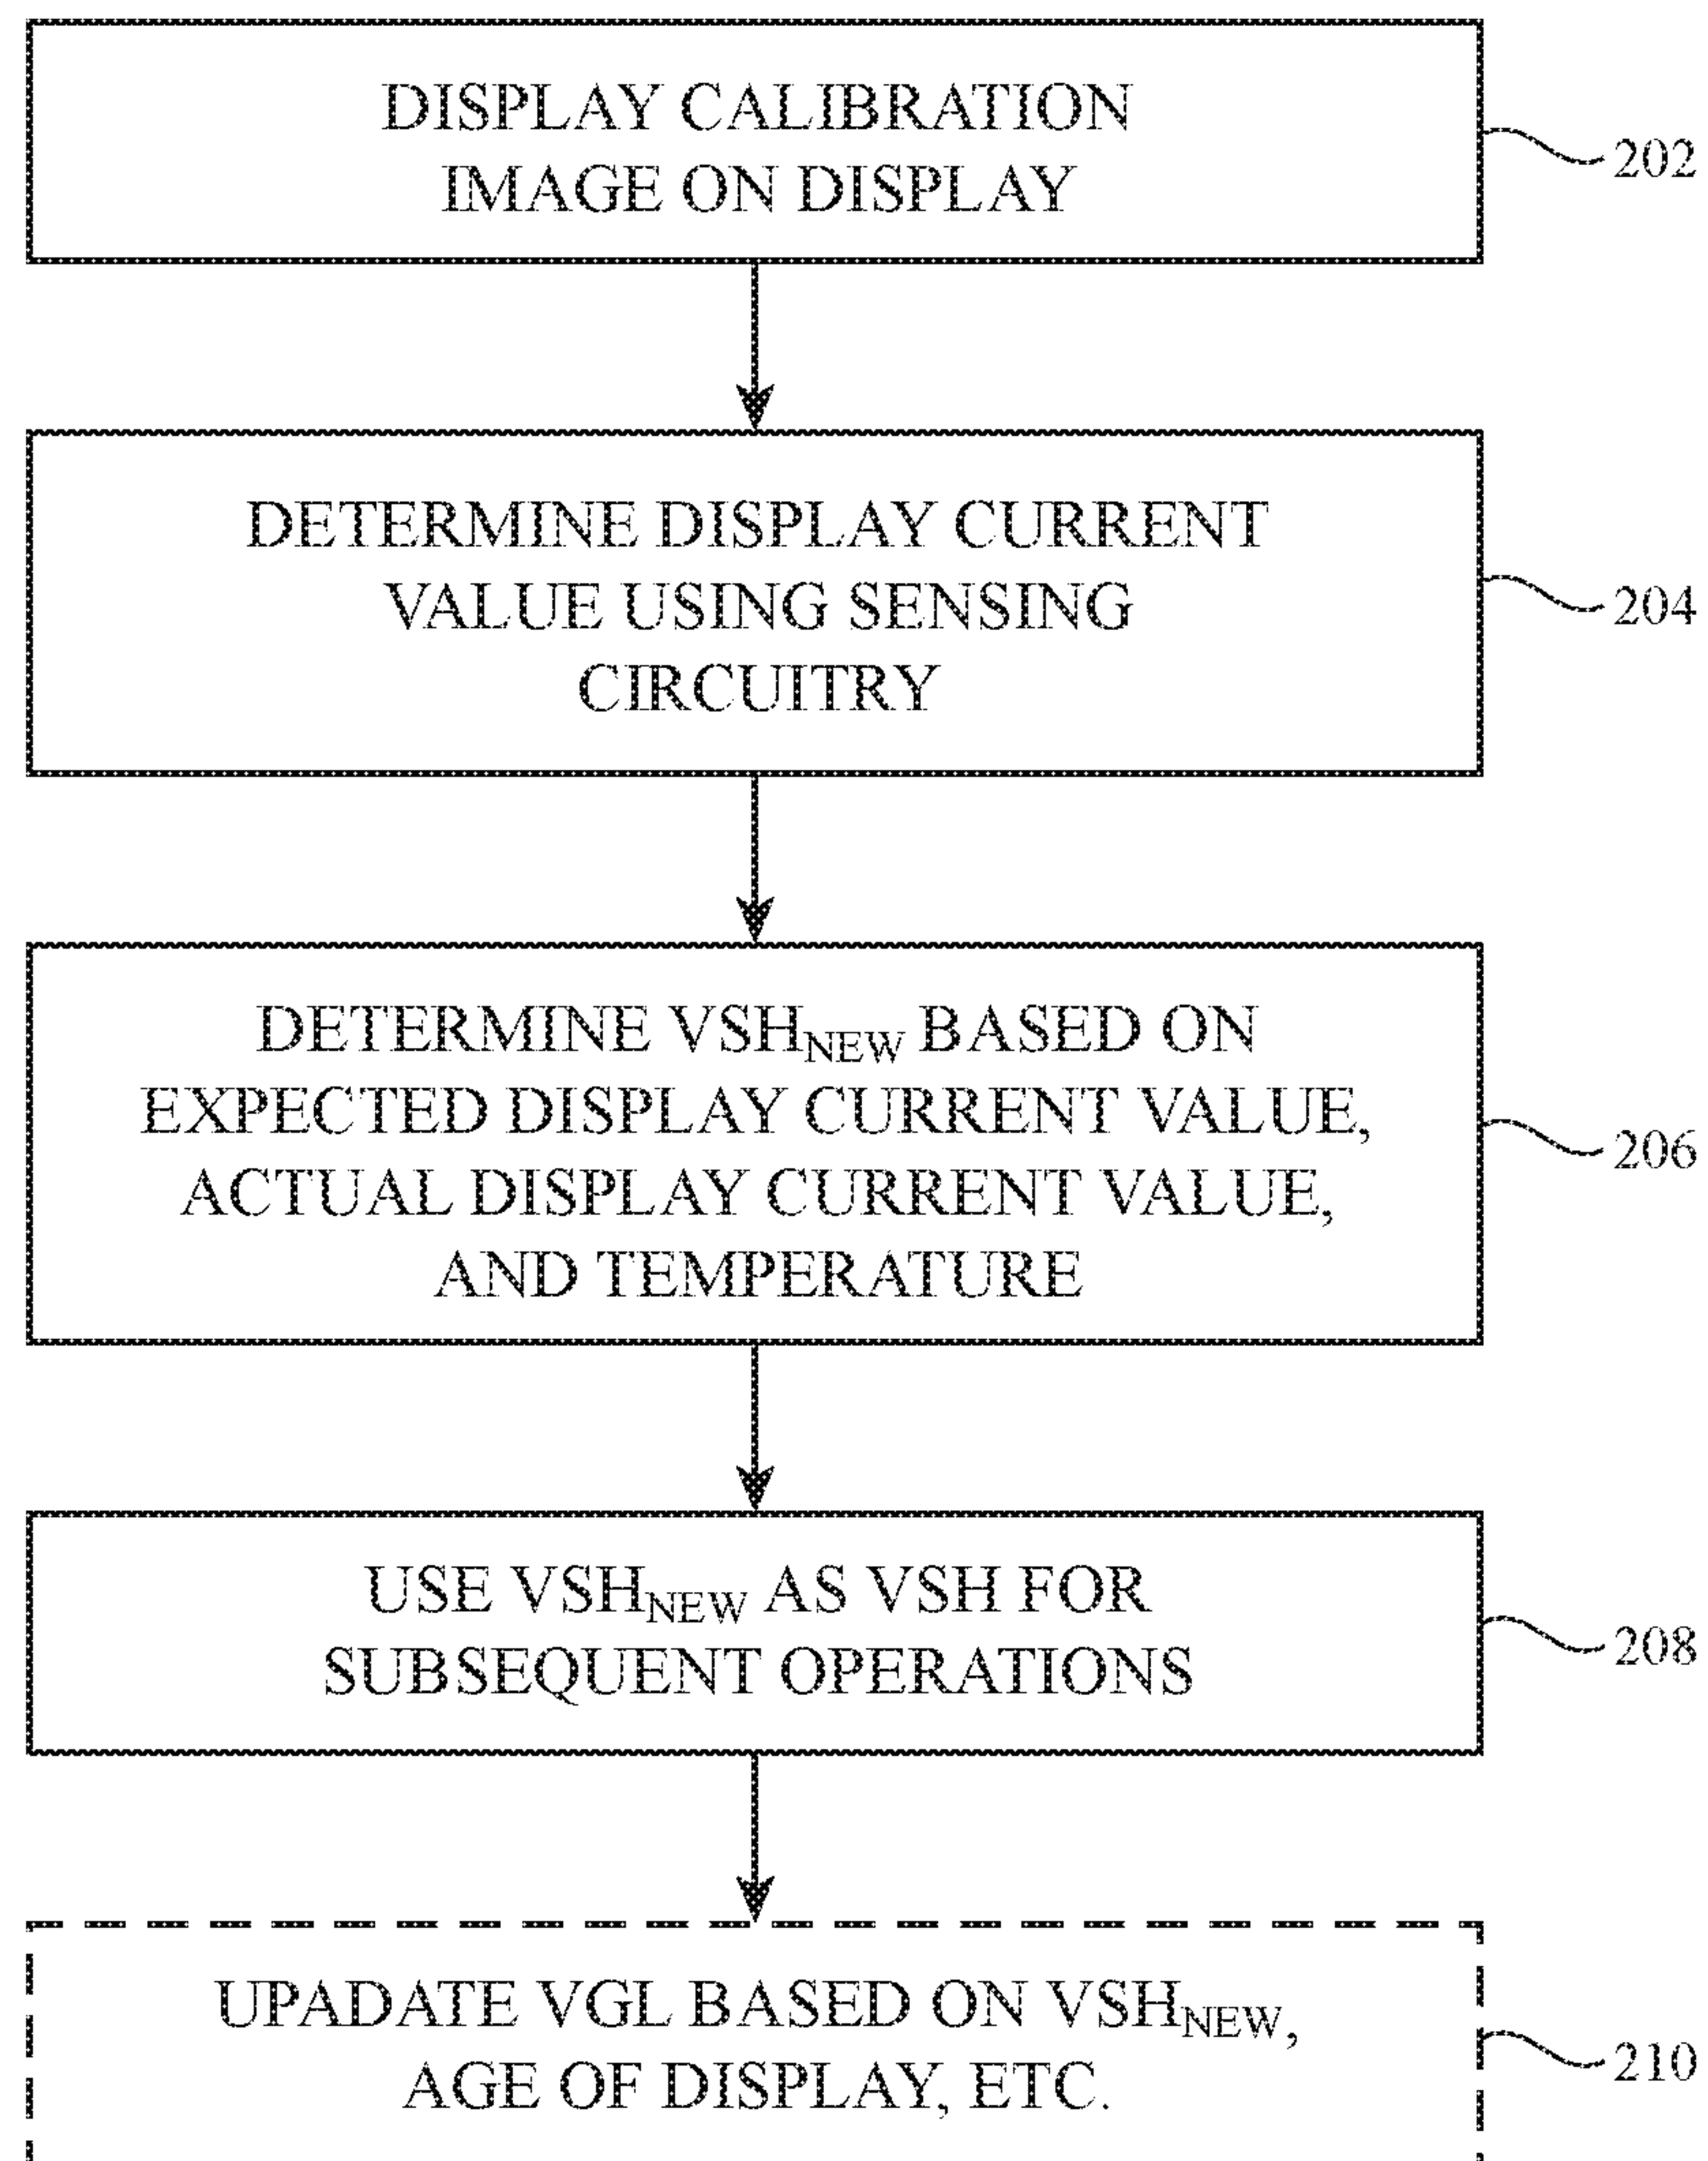 DISPLAY CALIBRATION
IMAGE ON DISPLAY
202
DETERMINE DISPLAY CURRENT
VALUE USING SENSING
CIRCUITRY
204
DETERMINE VSHNEW BASED ON
EXPECTED DISPLAY CURRENT VALUE,
ACTUAL DISPLAY CURRENT VALUE,
AND TEMPERATURE
206
USE VSHNEW AS VSH FOR
SUBSEQUENT OPERATIONS
208
UPADATE VGL BASED ON VSHNEW,
AGE OF DISPLAY, ETC.
210